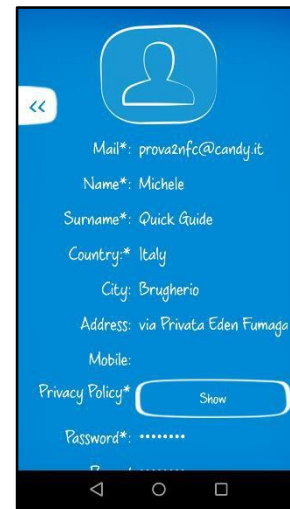 <<
Mail*: prova2nfc@candy.it
Name*: Michele
Surname*: Quick Guide
Country:* Italy
City: Brugherio
Address: via Privata Eden Fumaga
Mobile:
Privacy Policy* Show
Password*: ••••••••